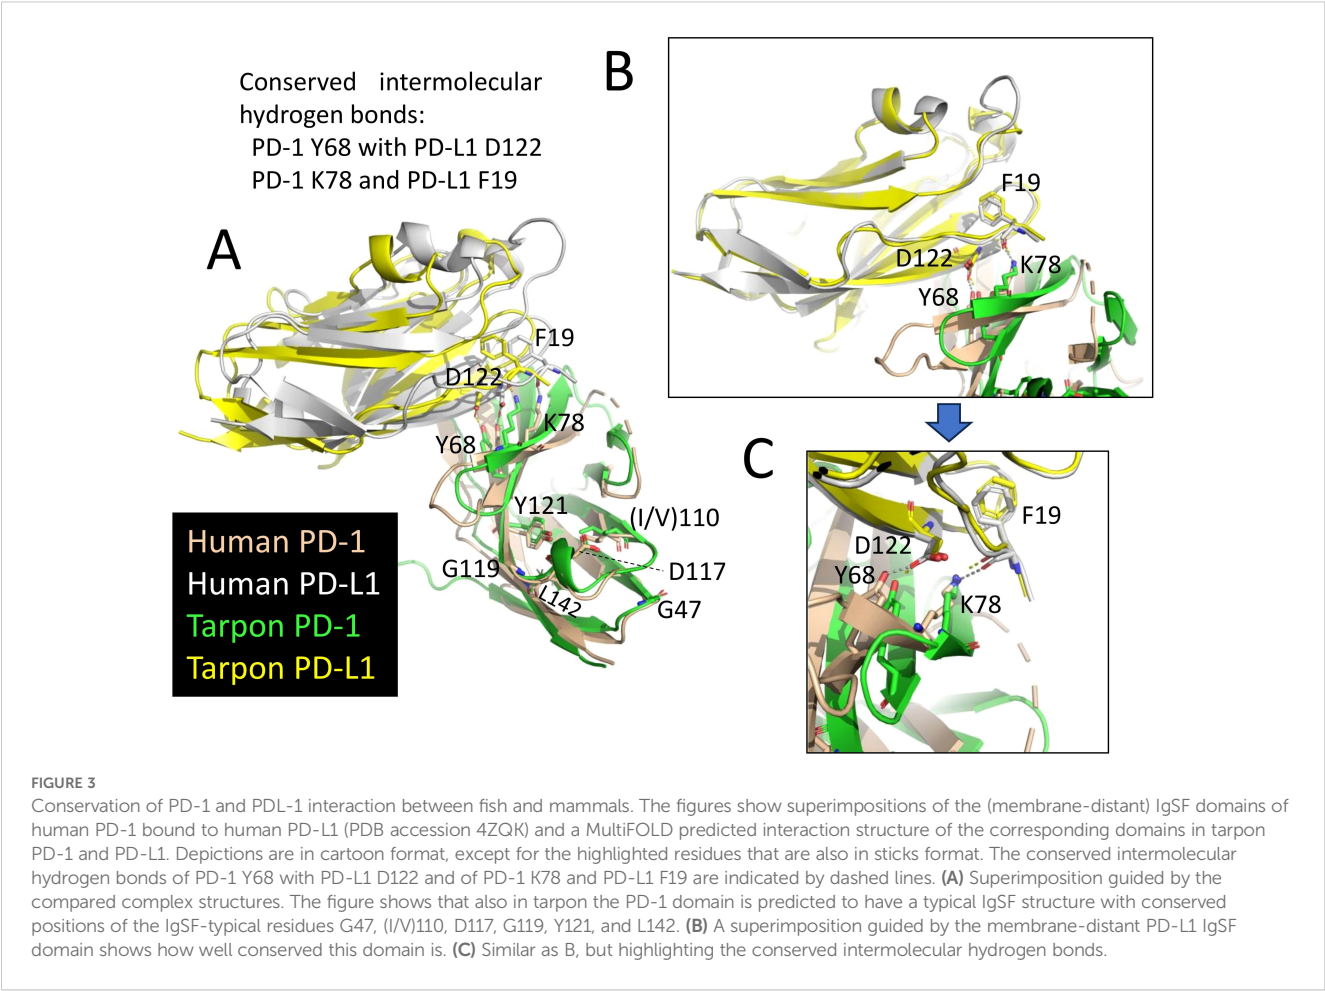 Conserved intermolecular
hydrogen bonds:
PD-1 Y68 with PD-L1 D122
PD-1 K78 and PD-L1 F19
A
F19
D122
K78
Y68
Y121
(I/V)110
G119
D117
L142
G47
Human PD-1
Human PD-L1
Tarpon PD-1
Tarpon PD-L1
B
F19
D122
K78
Y68
C
F19
D122
Y68
K78
FIGURE 3
Conservation of PD-1 and PDL-1 interaction between fish and mammals. The figures show superimpositions of the (membrane-distant) IgSF domains of
human PD-1 bound to human PD-L1 (PDB accession 4ZQK) and a MultiFOLD predicted interaction structure of the corresponding domains in tarpon
PD-1 and PD-L1. Depictions are in cartoon format, except for the highlighted residues that are also in sticks format. The conserved intermolecular
hydrogen bonds of PD-1 Y68 with PD-L1 D122 and of PD-1 K78 and PD-L1 F19 are indicated by dashed lines. (A) Superimposition guided by the
compared complex structures. The figure shows that also in tarpon the PD-1 domain is predicted to have a typical IgSF structure with conserved
positions of the IgSF-typical residues G47, (I/V)110, D117, G119, Y121, and L142. (B) A superimposition guided by the membrane-distant PD-L1 IgSF
domain shows how well conserved this domain is. (C) Similar as B, but highlighting the conserved intermolecular hydrogen bonds.